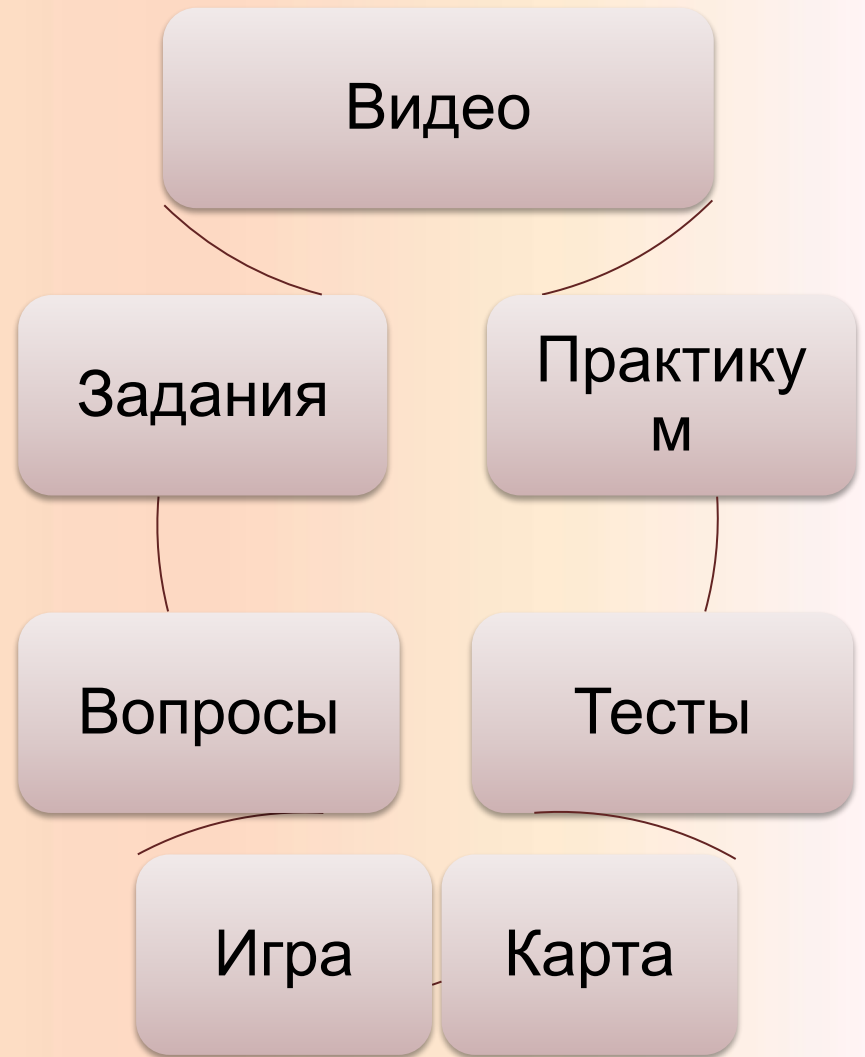 Видео
Задания
Практику
м
Вопросы
Тесты
Игра
Карта